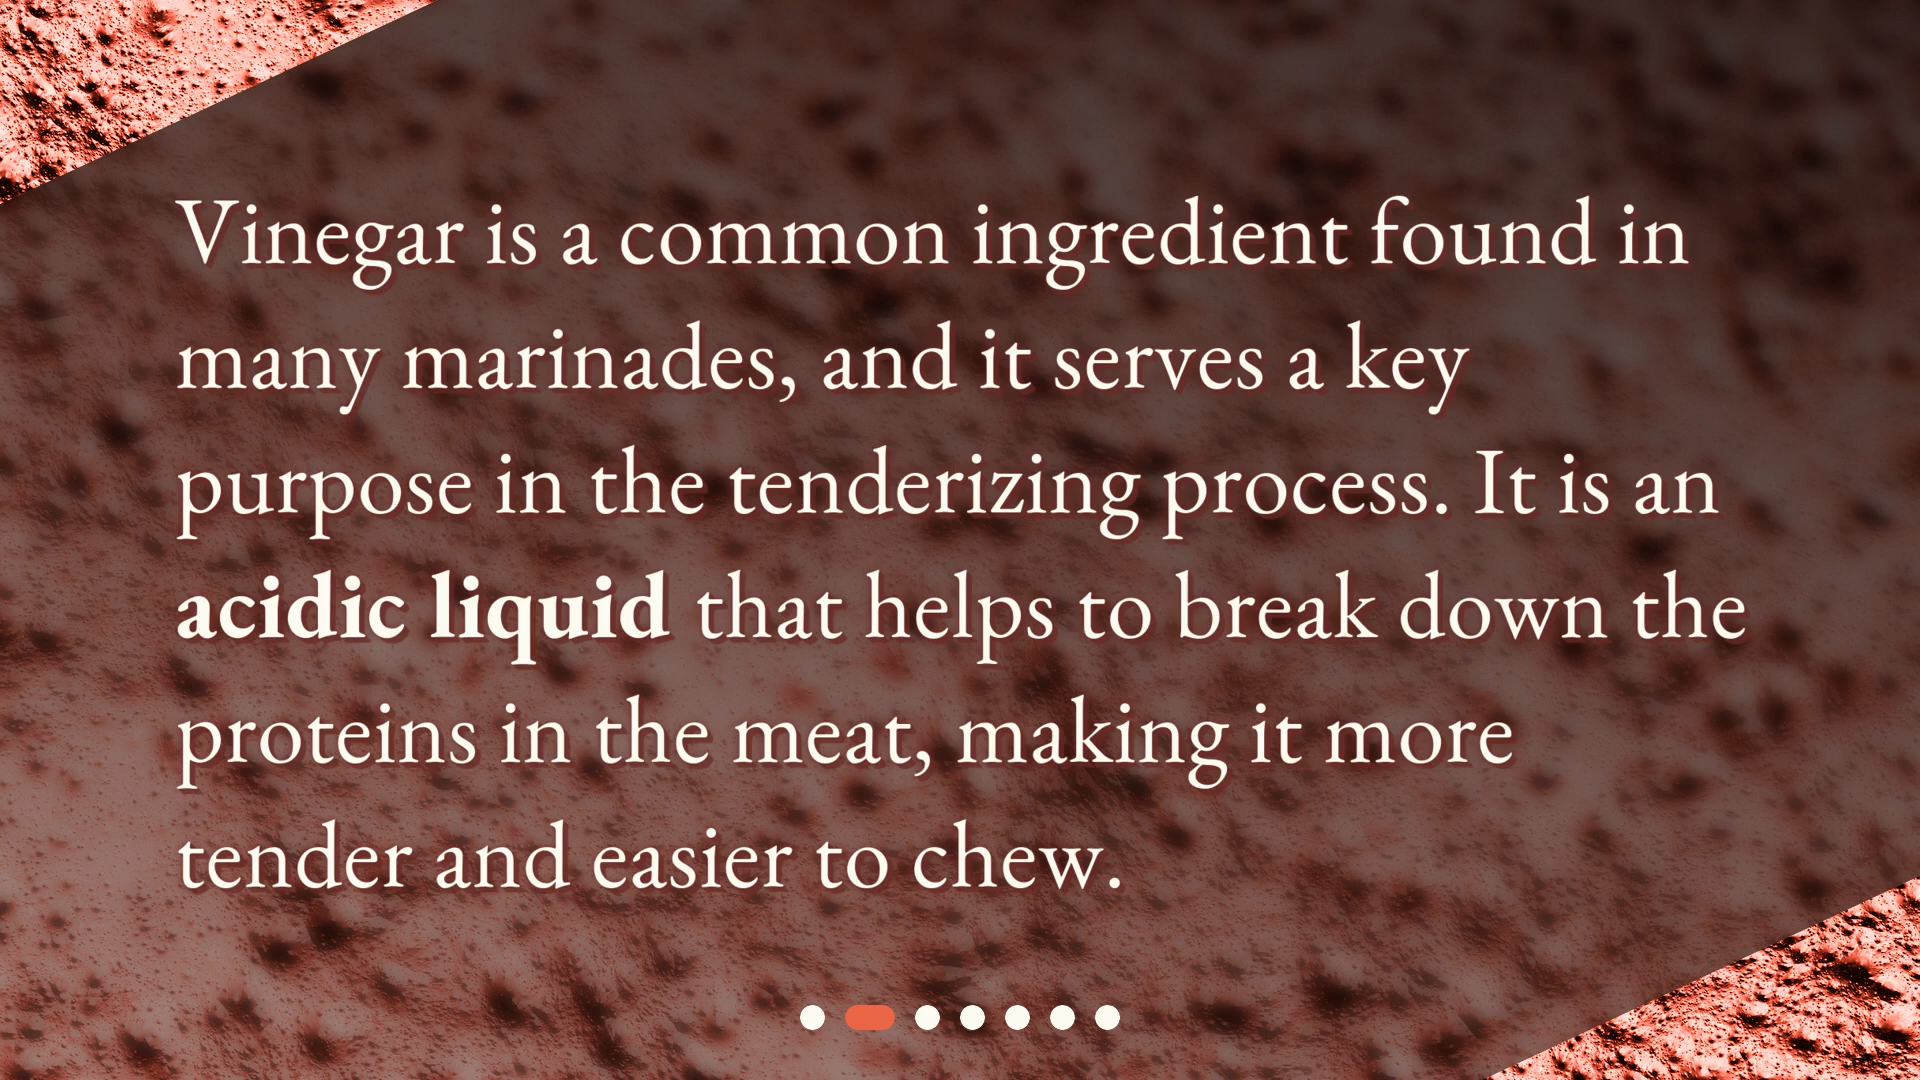 Vinegar is a common ingredient found in
many marinades, and it serves a key
purpose in the tenderizing process. It is an
acidic liquid that helps to break down the
proteins in the meat, making it more
tender and easier to chew.